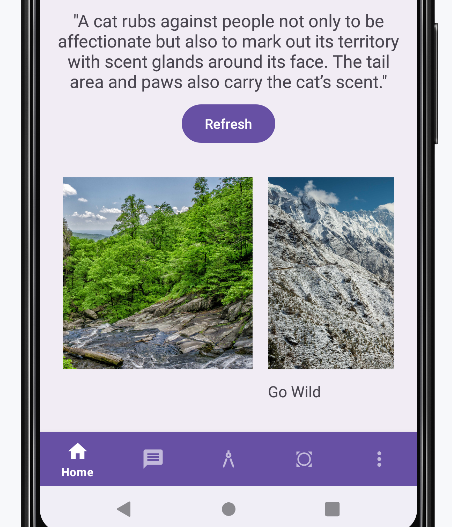 "A cat rubs against people not only to be
affectionate but also to mark out its territory
with scent glands around its face. The tail
area and paws also carry the cat’s scent."
Refresh
Go Wild
Home